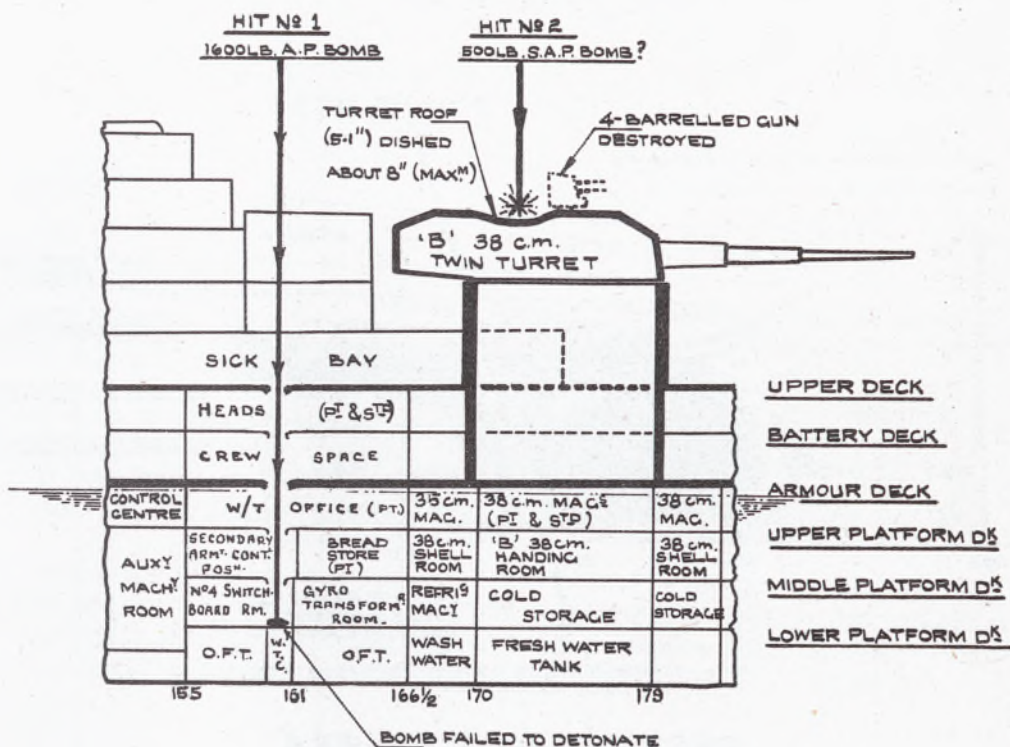 HIT Nº 1
1600LB. A.P. BOMB
HIT Nº 2
500LB. S.A.P. BOMB?
TURRET ROOF
(5·1") DISHED
ABOUT 8" (MAX.ᴹ)
4-BARRELLED GUN
DESTROYED
'B' 38 c.m.
TWIN TURRET
SICK BAY
UPPER DECK
HEADS (Pᵀ & Sᵀᴰ)
BATTERY DECK
CREW SPACE
ARMOUR DECK
CONTROL
CENTRE
W/T OFFICE (PT.)
38 cm.
MAG.
38 c.m. MAGˢ
(Pᵀ & Sᵀᴰ)
38 cm.
MAG.
UPPER PLATFORM Dᴷ
AUXʸ
MACHʸ
ROOM
SECONDARY
ARMᵀ CONT.
POSᴺ.
BREAD
STORE
(Pᵀ)
38 c.m.
SHELL
ROOM
'B' 38cm.
HANDING
ROOM
38 c.m.
SHELL
ROOM
MIDDLE PLATFORM Dᴷ
Nº4 SWITCH-
BOARD RM.
GYRO
TRANSFORMᴿ
ROOM.
REFRIᴳ
MACY
COLD
STORAGE
COLD
STORAGE
LOWER PLATFORM Dᴷ
O.F.T.
W.
T.
C.
O.F.T.
WASH
WATER
FRESH WATER
TANK
155
161
166½
170
179
BOMB FAILED TO DETONATE